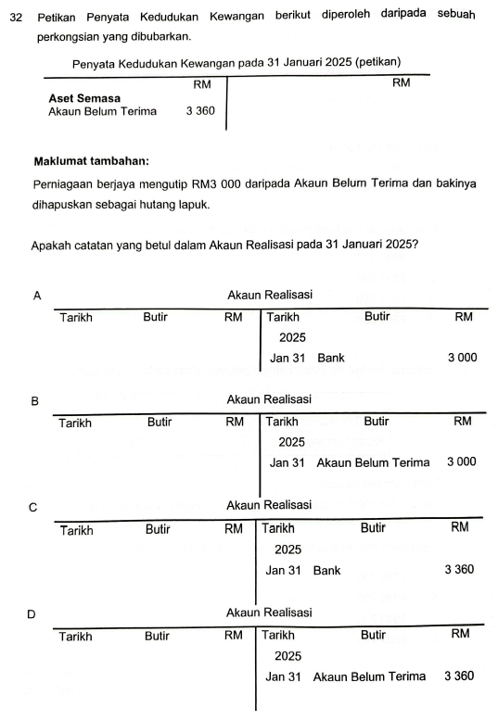 32 Petikan Penyata Kedudukan Kewangan berikut diperoleh daripada sebuah
perkongsian yang dibubarkan.
Penyata Kedudukan Kewangan pada 31 Januari 2025 (petikan)
RM RM
Aset Semasa
Akaun Belum Terima 3 360
Maklumat tambahan:
Perniagaan berjaya mengutip RM3 000 daripada Akaun Belum Terima dan bakinya
dihapuskan sebagai hutang lapuk.
Apakah catatan yang betul dalam Akaun Realisasi pada 31 Januari 2025?
A Akaun Realisasi
Tarikh Butir RM Tarikh Butir RM
2025
Jan 31 Bank 3 000
B Akaun Realisasi
Tarikh Butir RM Tarikh Butir RM
2025
Jan 31 Akaun Belum Terima 3 000
C Akaun Realisasi
Tarikh Butir RM Tarikh Butir RM
2025
Jan 31 Bank 3 360
D Akaun Realisasi
Tarikh Butir RM Tarikh Butir RM
2025
Jan 31 Akaun Belum Terima 3 360